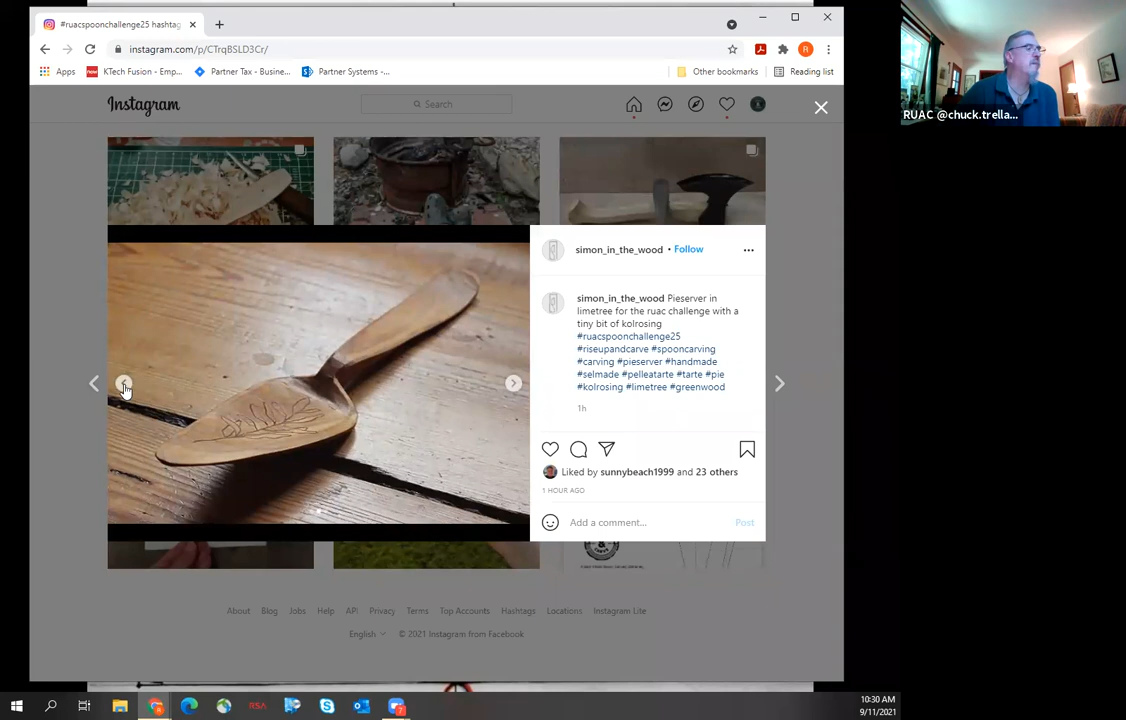 #ruacspoonchallenge25 hashtag
instagram.com/p/CTrqBSLD3Cr/
Apps
KTech Fusion - Emp...
Partner Tax - Busine...
Partner Systems -...
Other bookmarks
Reading list
RUAC @chuck.trella...
Instagram
Search
simon_in_the_wood • Follow
simon_in_the_wood Pieserver in
limetree for the ruac challenge with a
tiny bit of kolrosing
#ruacspoonchallenge25
#riseupandcarve #spooncarving
#carving #pieserver #handmade
#selmade #pelleatarte #tarte #pie
#kolrosing #limetree #greenwood
1h
Liked by sunnybeach1999 and 23 others
1 HOUR AGO
Add a comment...
Post
About Blog Jobs Help API Privacy Terms Top Accounts Hashtags Locations Instagram Lite
English © 2021 Instagram from Facebook
RSA
10:30 AM
9/11/2021